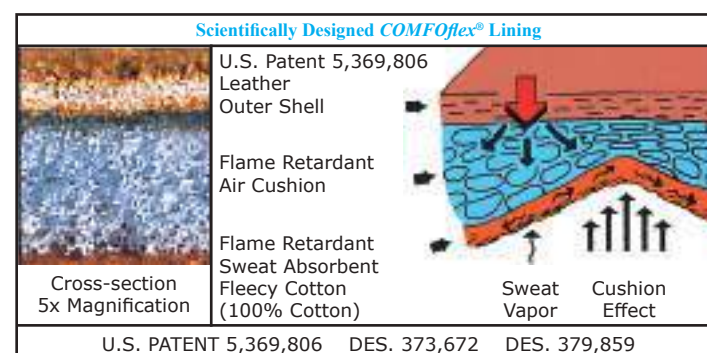 Scientifically Designed COMFOflex® Lining
U.S. Patent 5,369,806
Leather
Outer Shell
Flame Retardant
Air Cushion
Flame Retardant
Sweat Absorbent
Fleecy Cotton
(100% Cotton)
Cross-section
5x Magnification
Sweat
Vapor
Cushion
Effect
U.S. PATENT 5,369,806 DES. 373,672 DES. 379,859